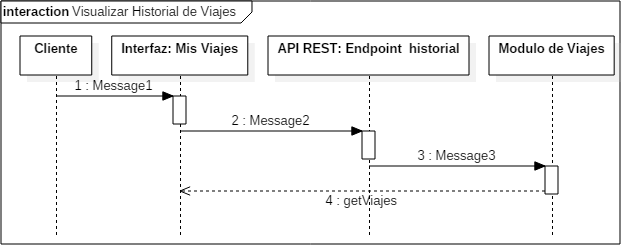 interaction Visualizar Historial de Viajes
Cliente
Interfaz: Mis Viajes
API REST: Endpoint  historial
Modulo de Viajes
1 : Message1
2 : Message2
3 : Message3
4 : getViajes